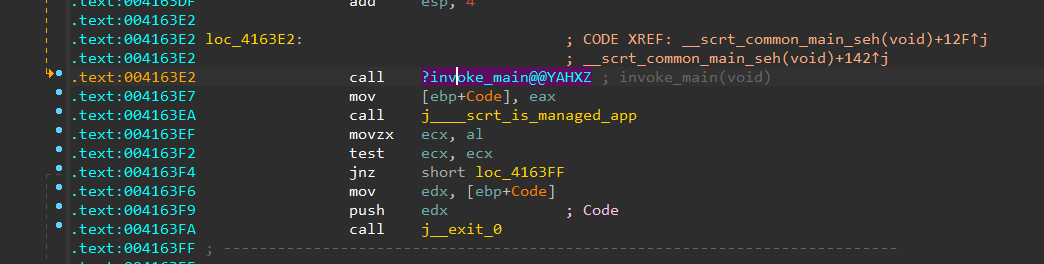 .text:004163DF add esp, 4
.text:004163E2
.text:004163E2 loc_4163E2: ; CODE XREF: __scrt_common_main_seh(void)+12F↑j
.text:004163E2 ; __scrt_common_main_seh(void)+142↑j
.text:004163E2 call ?invoke_main@@YAHXZ ; invoke_main(void)
.text:004163E7 mov [ebp+Code], eax
.text:004163EA call j____scrt_is_managed_app
.text:004163EF movzx ecx, al
.text:004163F2 test ecx, ecx
.text:004163F4 jnz short loc_4163FF
.text:004163F6 mov edx, [ebp+Code]
.text:004163F9 push edx ; Code
.text:004163FA call j__exit_0
.text:004163FF ; ---------------------------------------------------------------------------